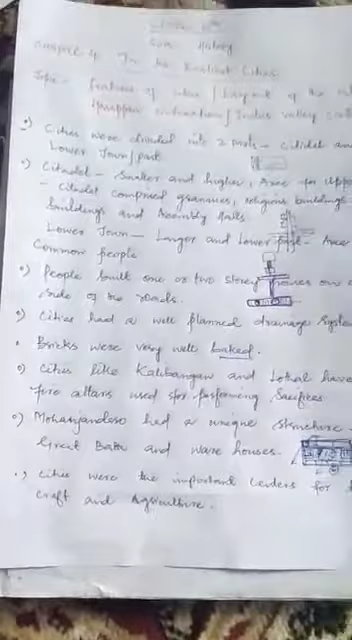 History
Chapter 4 In the Earliest Cities
Topic - features of cities / Layout of the
Harappan civilization / Indus valley
Cities were divided into 2 parts - citidel and
Lower Town / part
Citadel - Smaller and higher, Area for Upper
- Citadel comprised granaries, religious buildings
buildings and Assembly Halls
Lower Town - Larger and Lower part - Area
Common people
People built one or two storey houses one
side of the roads.
Cities had a well planned drainage System
Bricks were very well baked.
Cities like Kalibangan and Lothal have
fire altars used for performing Sacrifices
had a unique structure
Great Bath and ware houses.
cities were the important centers for
craft and Agriculture.